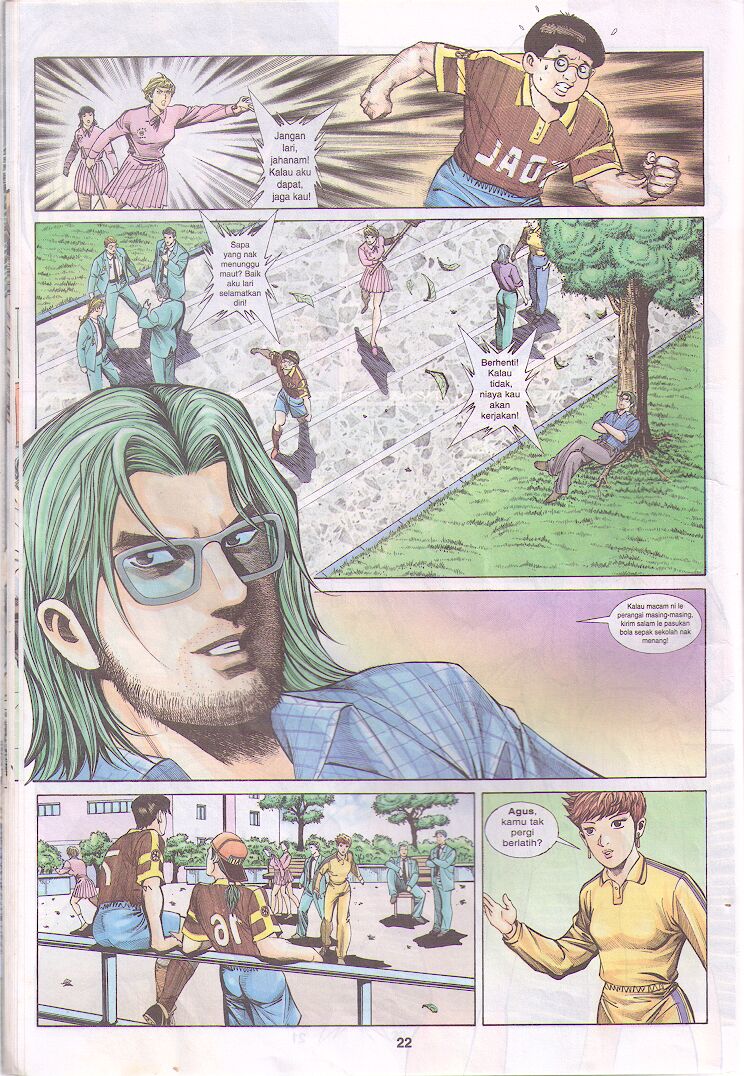 Jangan
lari,
jahanam!
Kalau aku
dapat,
jaga kau!
JAG
Sapa
yang nak
menunggu
maut? Baik
aku lari
selamatkan
diri!
Berhenti!
Kalau
tidak,
niaya kau
akan
kerjakan!
Kalau macam ni le
perangai masing-masing,
kirim salam le pasukan
bola sepak sekolah nak
menang!
Agus,
kamu tak
pergi
berlatih?
16
22